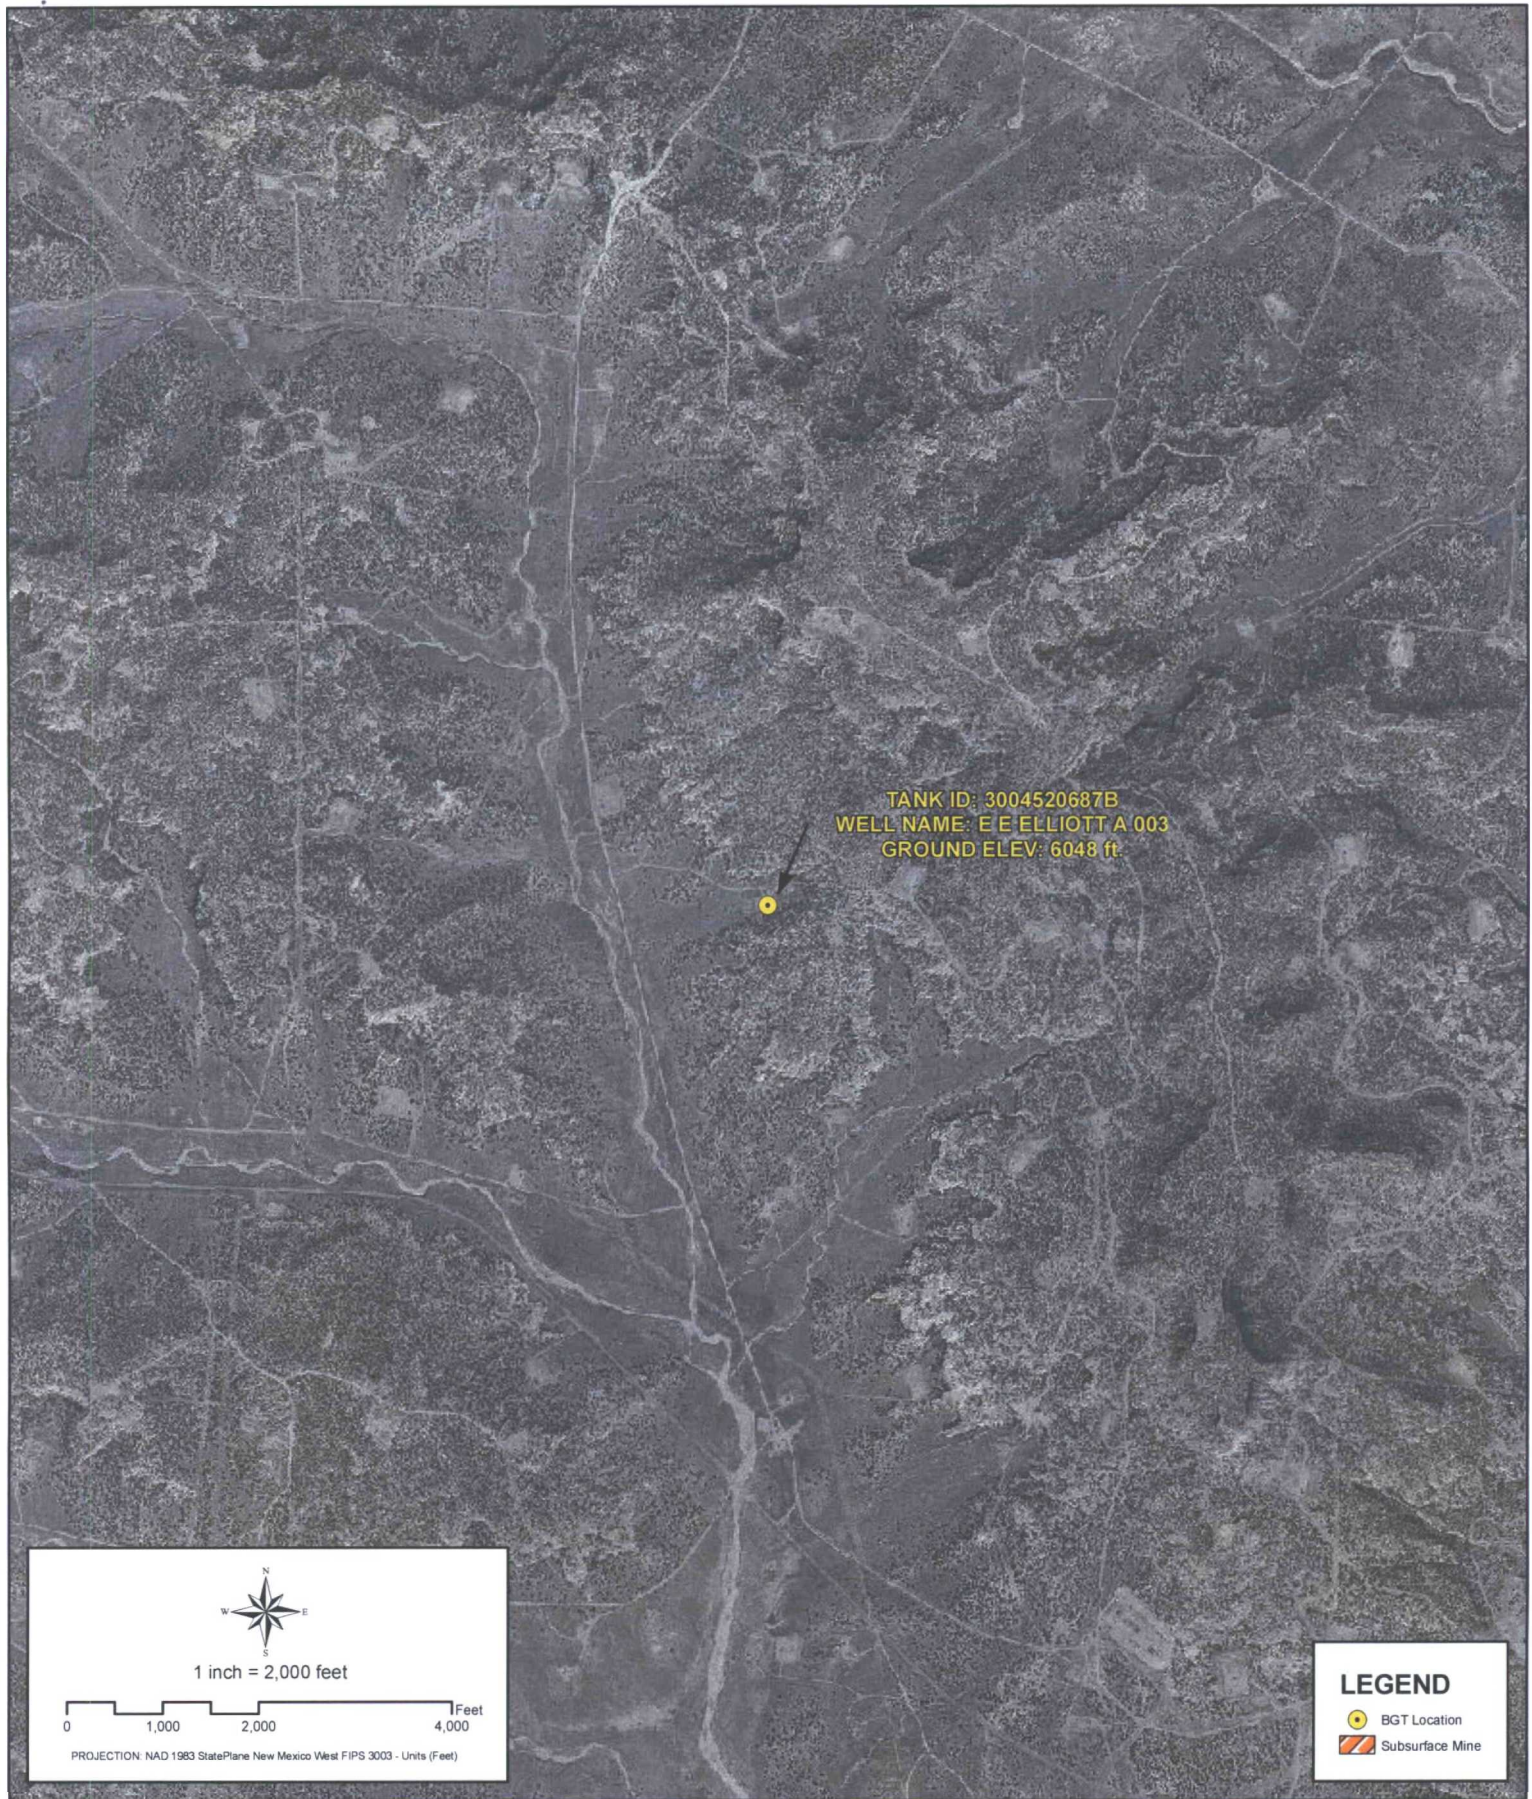 TANK ID: 3004520687B
WELL NAME: E E ELLIOTT A 003
GROUND ELEV: 6048 ft.
N
W E
S
1 inch = 2,000 feet
Feet
0 1,000 2,000 4,000
PROJECTION: NAD 1983 StatePlane New Mexico West FIPS 3003 - Units (Feet)
LEGEND
BGT Location
Subsurface Mine